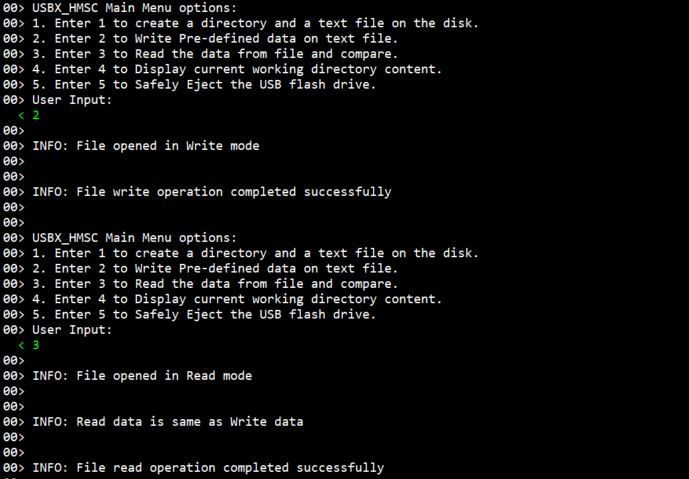 00> USBX_HMSC Main Menu options:
00> 1. Enter 1 to create a directory and a text file on the disk.
00> 2. Enter 2 to Write Pre-defined data on text file.
00> 3. Enter 3 to Read the data from file and compare.
00> 4. Enter 4 to Display current working directory content.
00> 5. Enter 5 to Safely Eject the USB flash drive.
00> User Input:
< 2
00>
00> INFO: File opened in Write mode
00>
00>
00> INFO: File write operation completed successfully
00>
00>
00> USBX_HMSC Main Menu options:
00> 1. Enter 1 to create a directory and a text file on the disk.
00> 2. Enter 2 to Write Pre-defined data on text file.
00> 3. Enter 3 to Read the data from file and compare.
00> 4. Enter 4 to Display current working directory content.
00> 5. Enter 5 to Safely Eject the USB flash drive.
00> User Input:
< 3
00>
00> INFO: File opened in Read mode
00>
00>
00> INFO: Read data is same as Write data
00>
00>
00> INFO: File read operation completed successfully